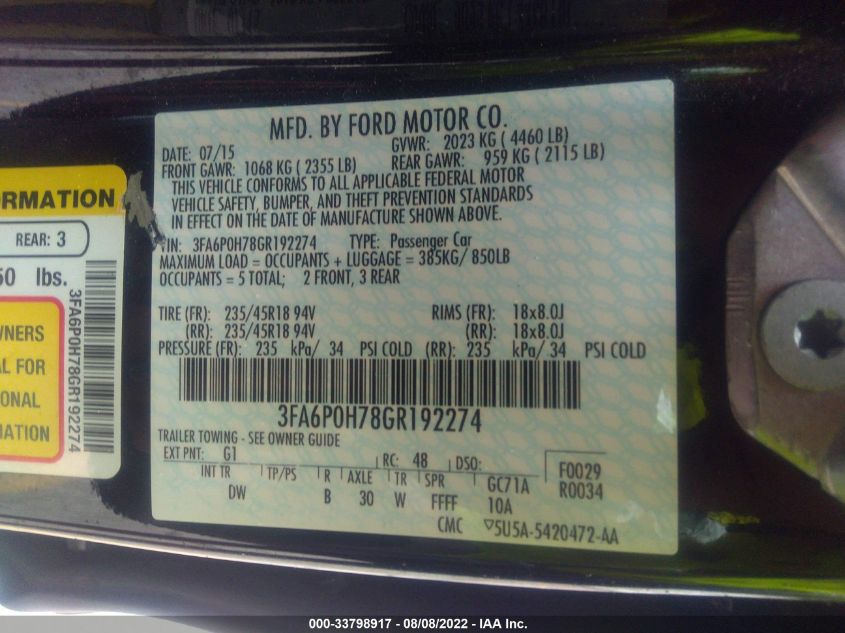 MFD. BY FORD MOTOR CO.
DATE: 07/15
GVWR: 2023 KG ( 4460 LB)
FRONT GAWR: 1068 KG ( 2355 LB)
REAR GAWR: 959 KG ( 2115 LB)
THIS VEHICLE CONFORMS TO ALL APPLICABLE FEDERAL MOTOR
VEHICLE SAFETY, BUMPER, AND THEFT PREVENTION STANDARDS
IN EFFECT ON THE DATE OF MANUFACTURE SHOWN ABOVE.
VIN: 3FA6P0H78GR192274 TYPE: Passenger Car
MAXIMUM LOAD = OCCUPANTS + LUGGAGE = 385KG/ 850LB
OCCUPANTS = 5 TOTAL; 2 FRONT, 3 REAR
TIRE (FR): 235/45R18 94V RIMS (FR): 18x8.0J
(RR): 235/45R18 94V (RR): 18x8.0J
PRESSURE (FR): 235 kPa/ 34 PSI COLD (RR): 235 kPa/ 34 PSI COLD
3FA6P0H78GR192274
TRAILER TOWING - SEE OWNER GUIDE
EXT PNT: G1 RC: 48 DSO: F0029
INT TR TP/PS R AXLE TR SPR GC71A R0034
DW B 30 W FFFF 10A
CMC ▽5U5A-5420472-AA
ORMATION
REAR: 3
50 lbs.
WNERS
AL FOR
IONAL
MATION
3FA6P0H78GR192274
000-33798917 - 08/08/2022 - IAA Inc.